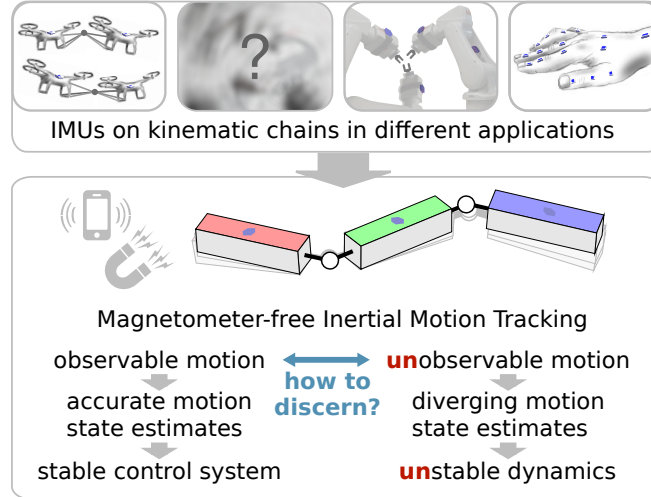 ?
IMUs on kinematic chains in different applications
Magnetometer-free Inertial Motion Tracking
observable motion
unobservable motion
how to
discern?
accurate motion
state estimates
diverging motion
state estimates
stable control system
unstable dynamics